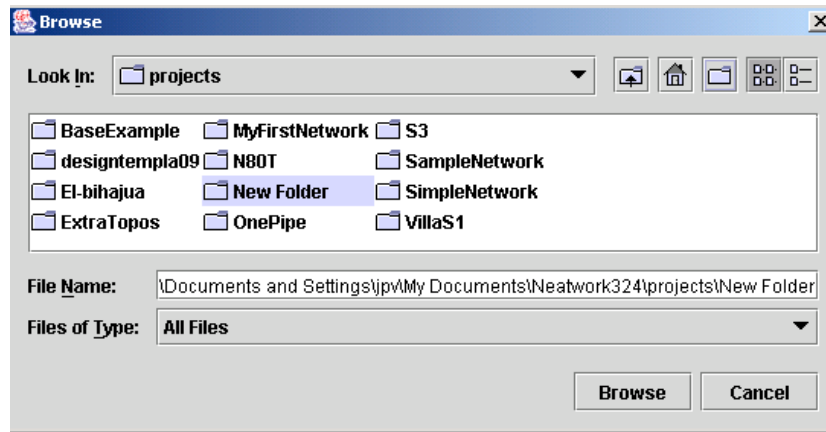 Browse
Look In: projects
BaseExample MyFirstNetwork S3
designtempla09 N80T SampleNetwork
El-bihajua New Folder SimpleNetwork
ExtraTopos OnePipe VillaS1
File Name: \Documents and Settings\jpv\My Documents\Neatwork324\projects\New Folder
Files of Type: All Files
Browse Cancel